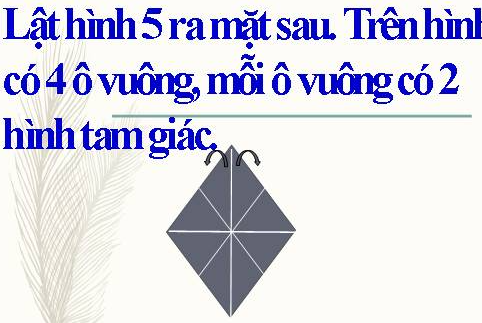 Lật hình 5 ra mặt sau. Trên hình
có 4 ô vuông, mỗi ô vuông có 2
hình tam giác.